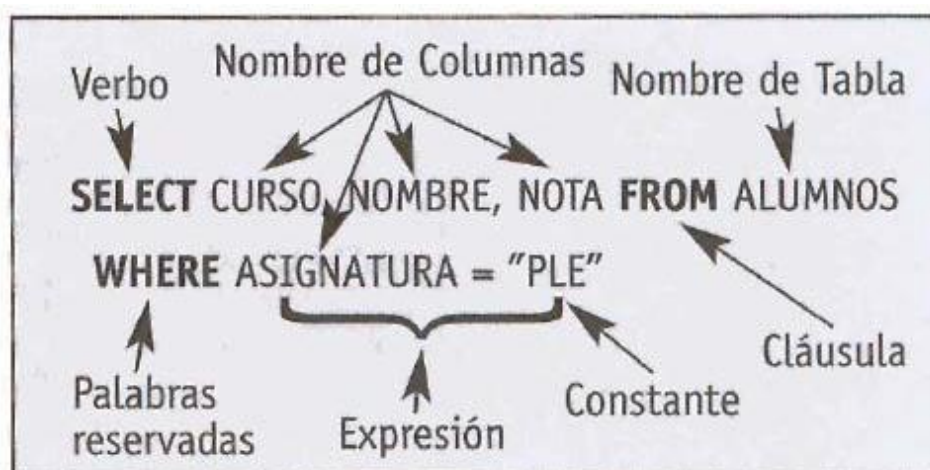 Nombre de Columnas
Verbo
Nombre de Tabla
SELECT CURSO, NOMBRE, NOTA FROM ALUMNOS
WHERE ASIGNATURA = "PLE"
Cláusula
Palabras
reservadas
Expresión
Constante